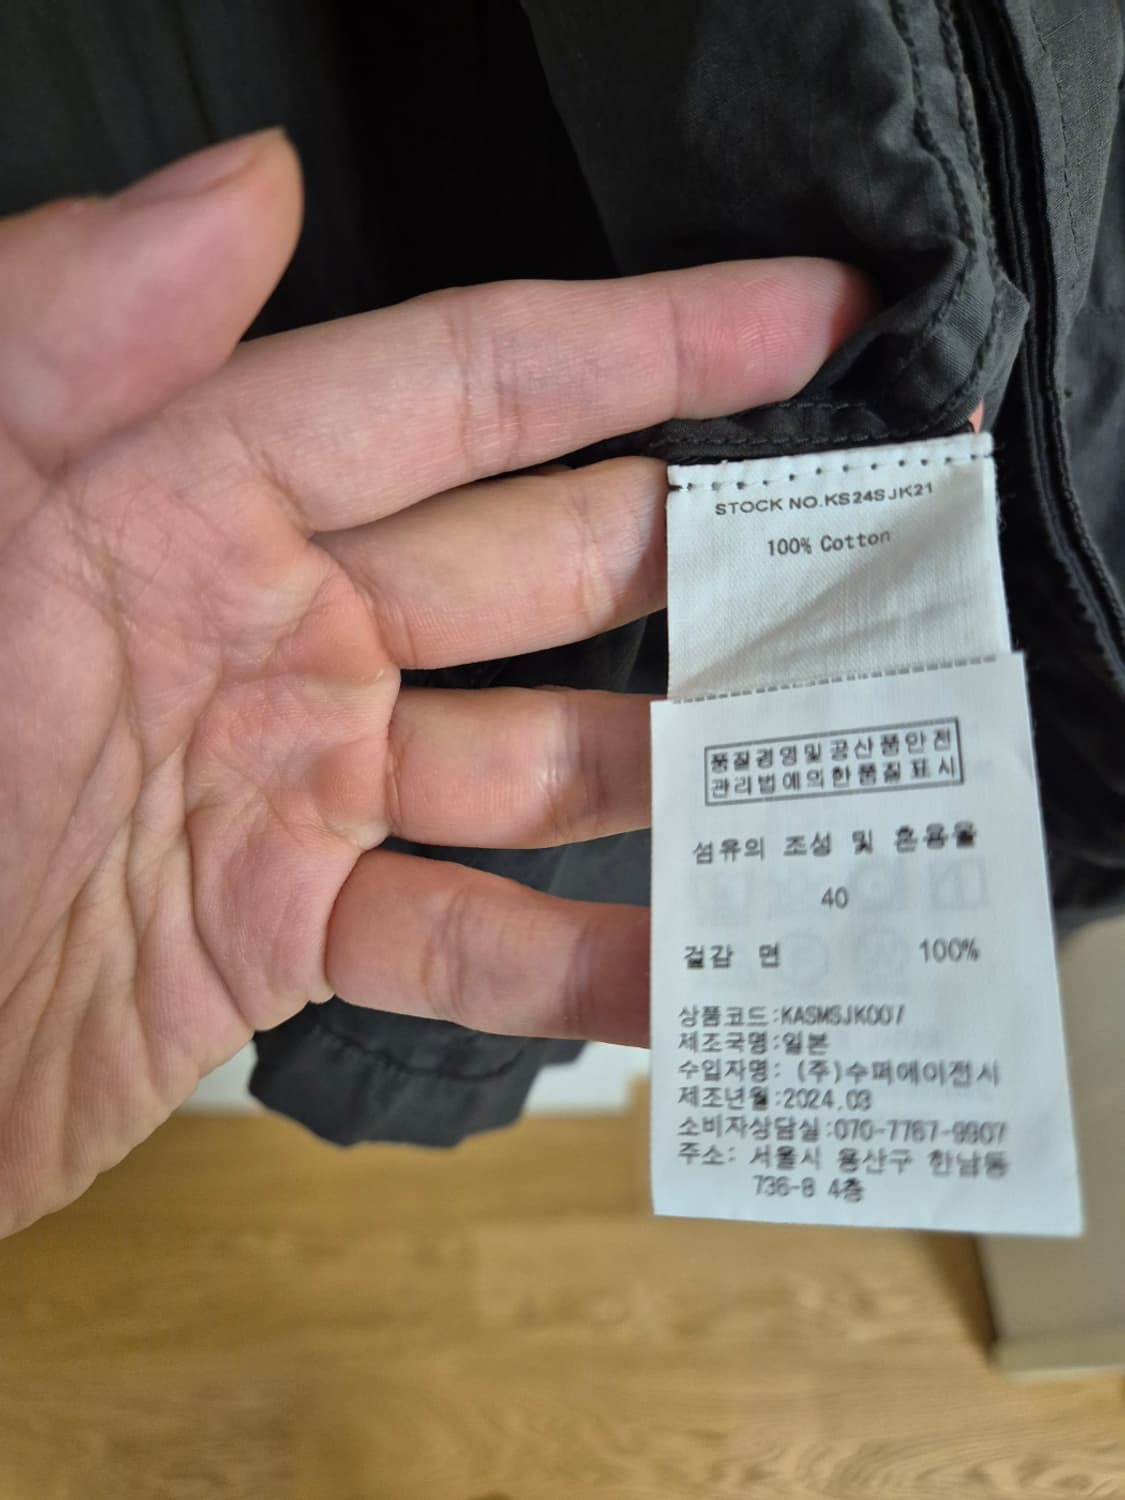 STOCK NO.KS24SJK21
100% Cotton
품질경영및공산품안전
관리법에의한품질표시
섬유의 조성 및 혼용율
40
겉감 면 100%
상품코드:KASMSJK007
제조국명:일본
수입자명: (주)수퍼에이전시
제조년월:2024.03
소비자상담실:070-7767-9907
주소: 서울시 용산구 한남동
736-8 4층